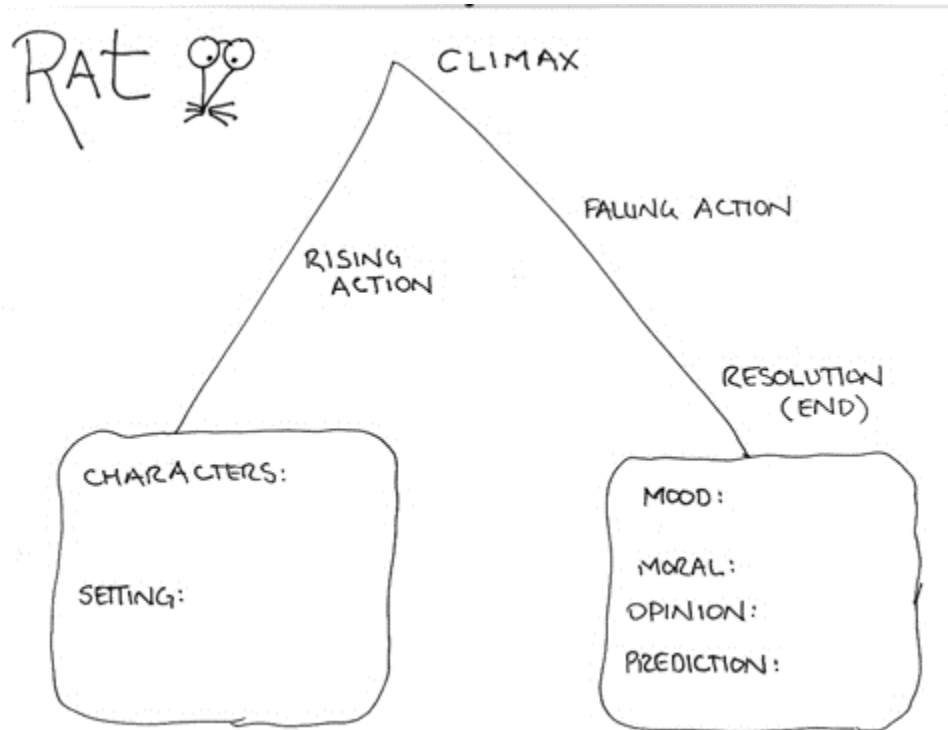 RAt
CLIMAX
FALLING ACTION
RISING
ACTION
RESOLUTION
(END)
CHARACTERS:
SETTING:
MOOD:
MORAL:
OPINION:
PREDICTION: